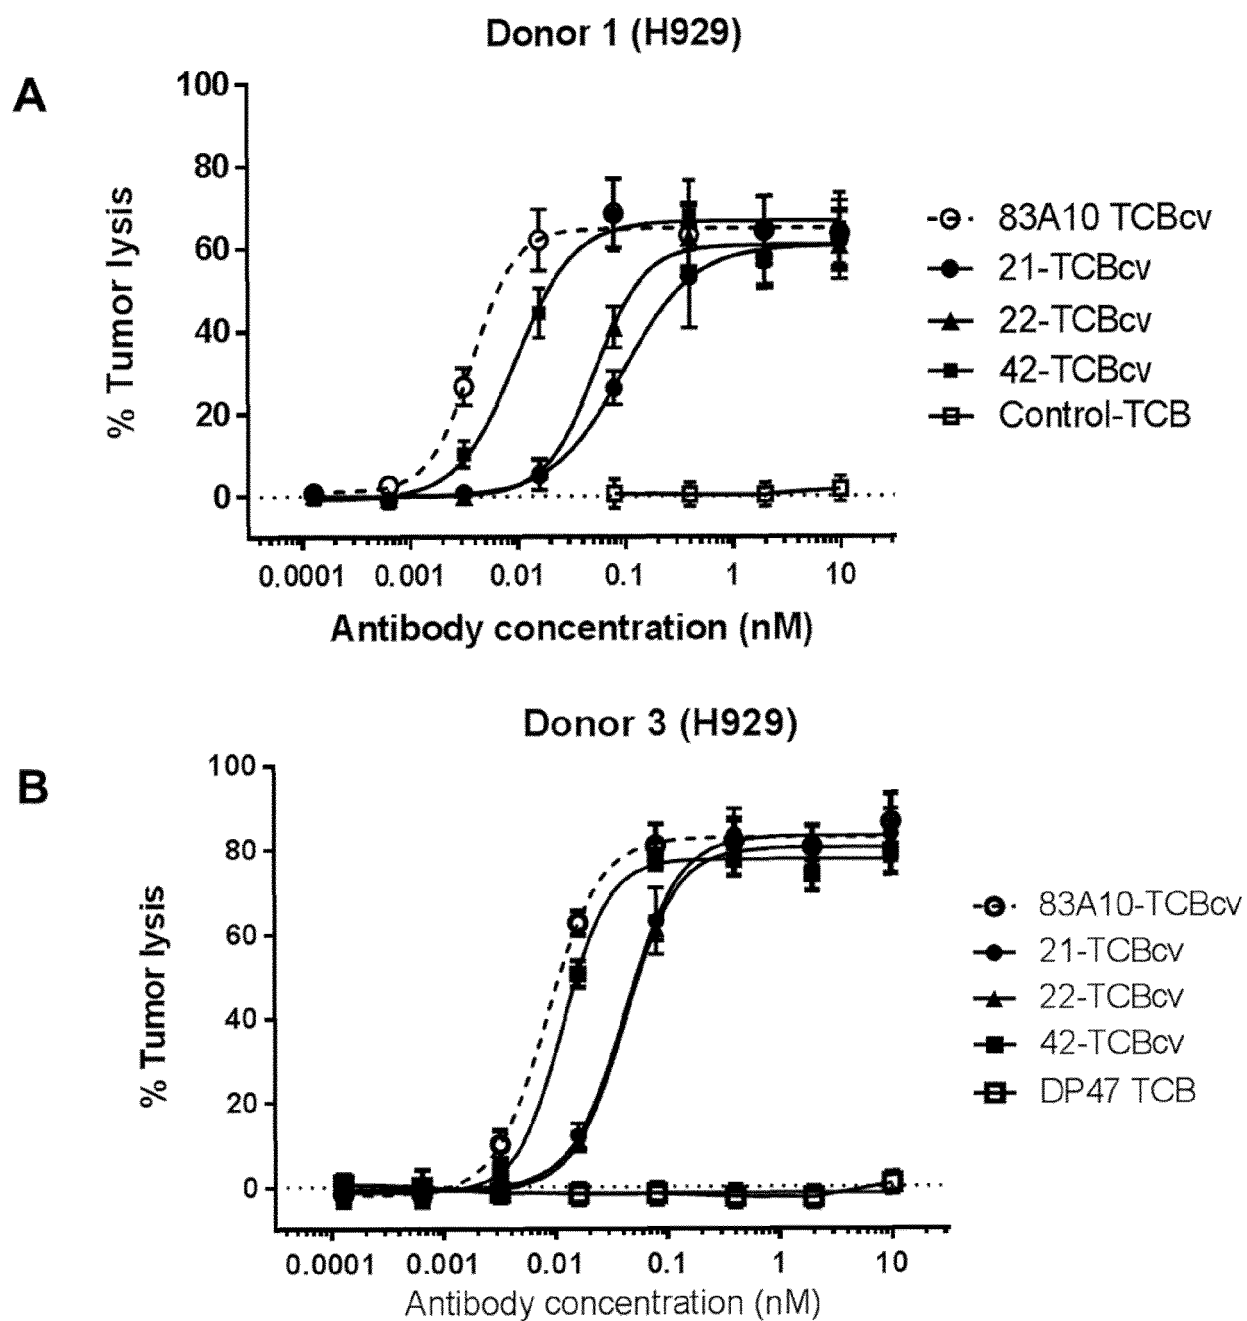 Donor 1 (H929)
A
100
80
60
40
20
0
% Tumor lysis
0.0001 0.001 0.01 0.1 1 10
Antibody concentration (nM)
83A10 TCBcv
21-TCBcv
22-TCBcv
42-TCBcv
Control-TCB
Donor 3 (H929)
B
100
80
60
40
20
0
% Tumor lysis
0.0001 0.001 0.01 0.1 1 10
Antibody concentration (nM)
83A10-TCBcv
21-TCBcv
22-TCBcv
42-TCBcv
DP47 TCB